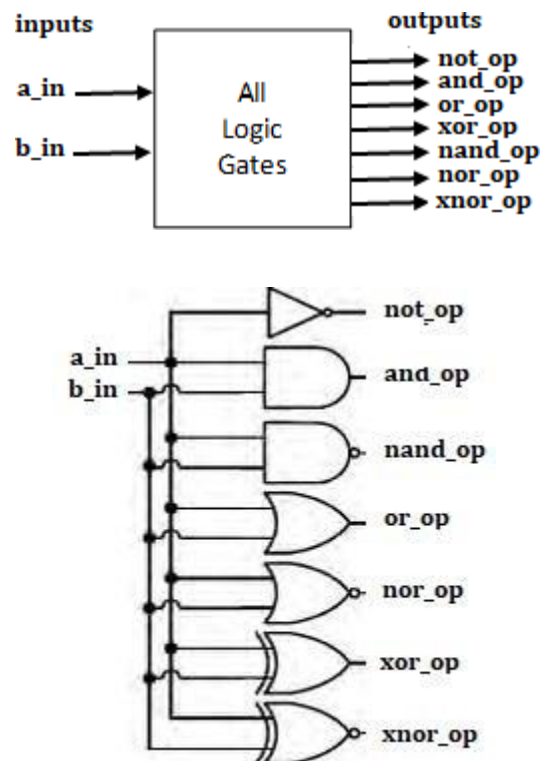 inputs
outputs
a_in
b_in
All
Logic
Gates
not_op
and_op
or_op
xor_op
nand_op
nor_op
xnor_op
a_in
b_in
not_op
and_op
nand_op
or_op
nor_op
xor_op
xnor_op